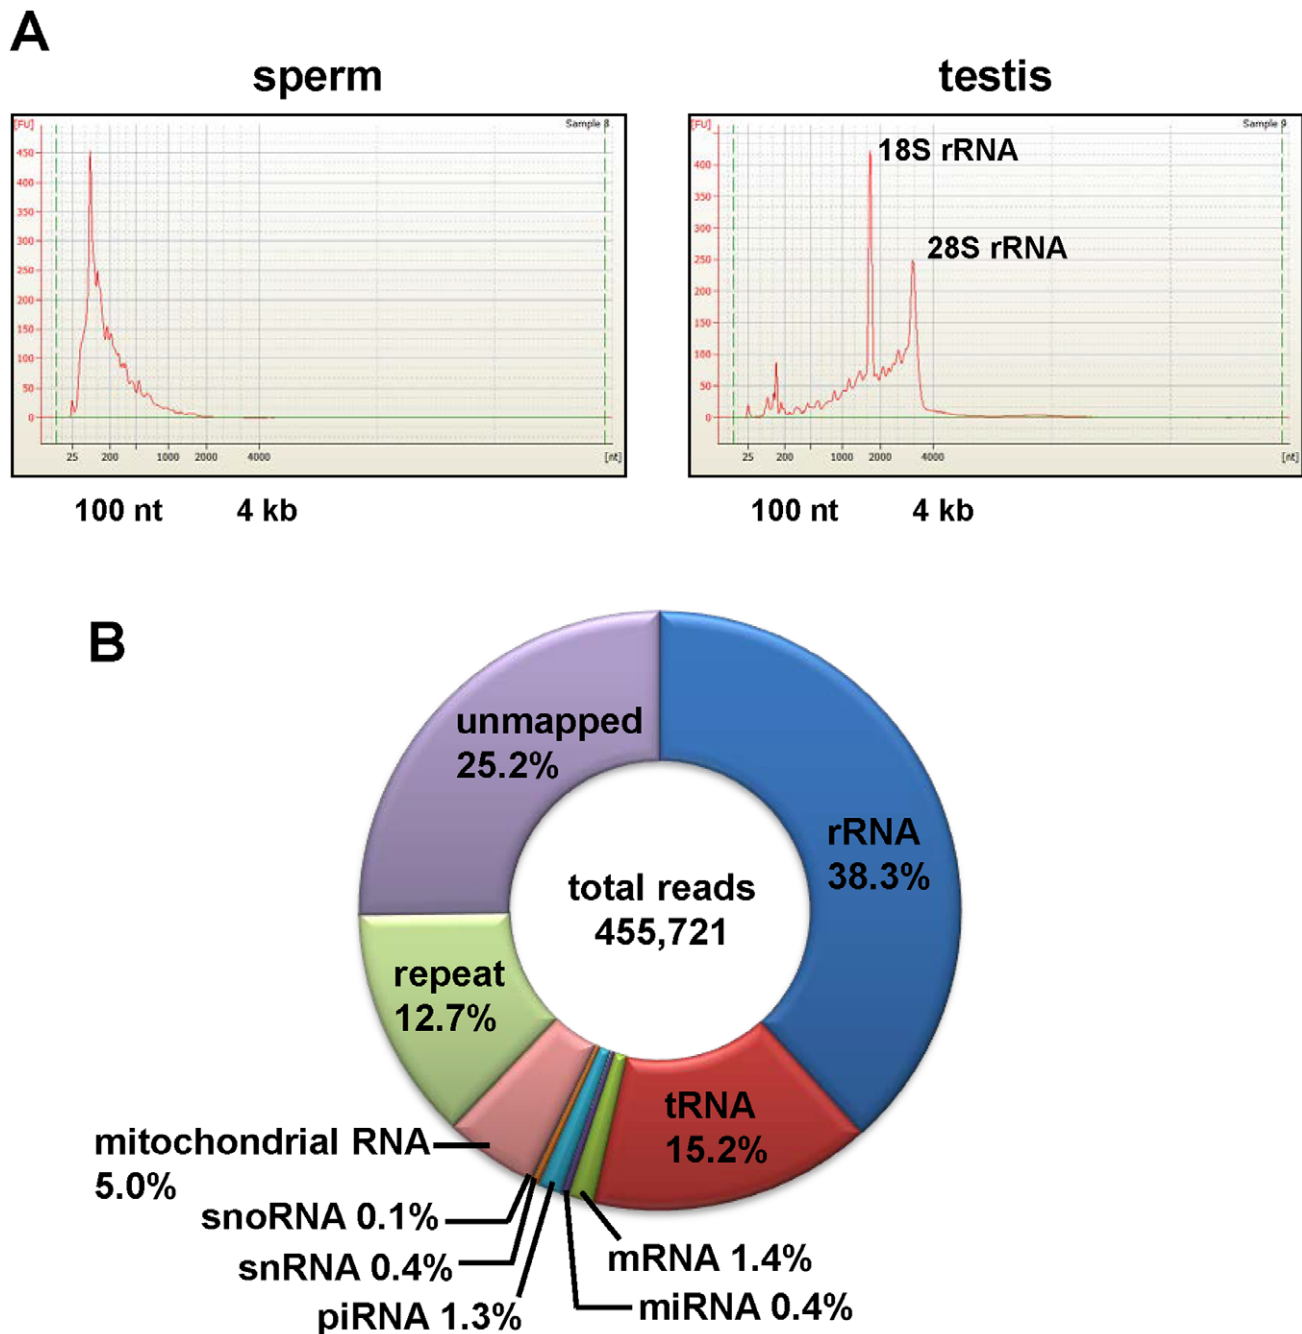 A
sperm
testis
[FU]
Sample 8
450
400
350
300
250
200
150
100
50
0
25 200 1000 2000 4000 [nt]
100 nt 4 kb
[FU]
Sample 9
18S rRNA
28S rRNA
400
350
300
250
200
150
100
50
0
25 200 1000 2000 4000 [nt]
100 nt 4 kb
B
unmapped
25.2%
rRNA
38.3%
total reads
455,721
repeat
12.7%
tRNA
15.2%
mitochondrial RNA
5.0%
snoRNA 0.1%
snRNA 0.4%
piRNA 1.3%
mRNA 1.4%
miRNA 0.4%